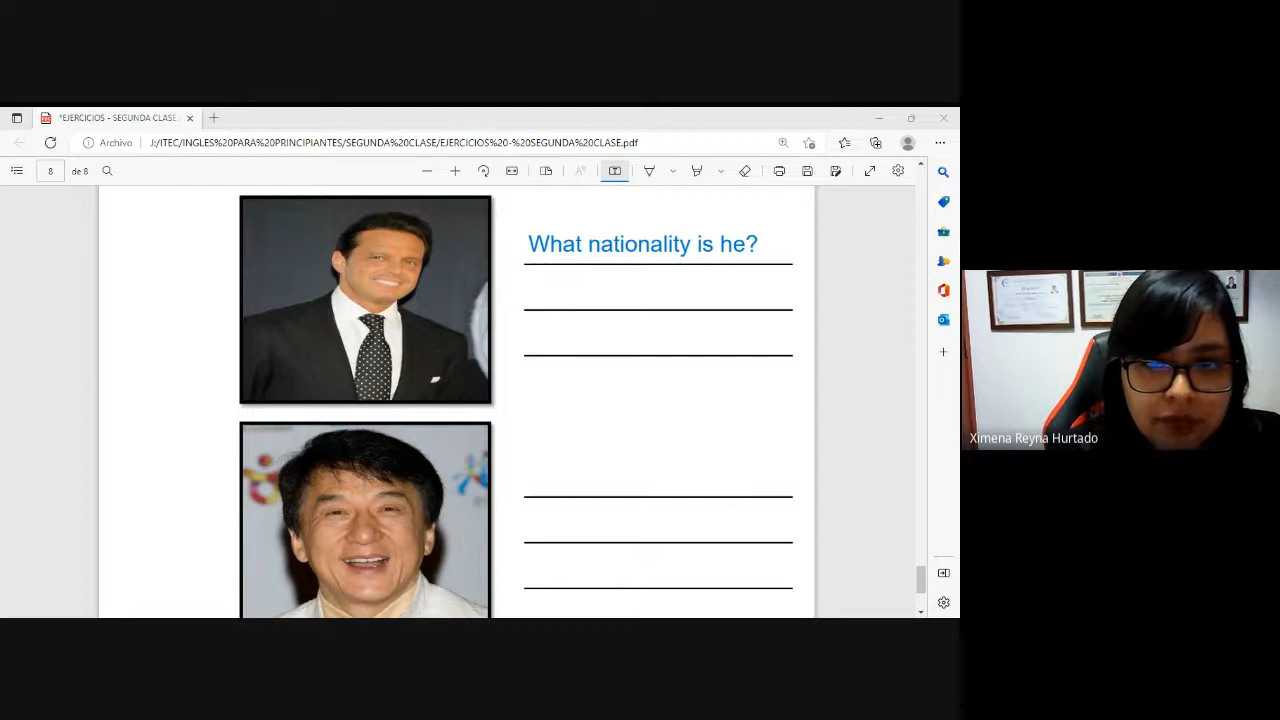 *EJERCICIOS - SEGUNDA CLASE
Archivo J:/ITEC/INGLES%20PARA%20PRINCIPIANTES/SEGUNDA%20CLASE/EJERCICIOS%20-%20SEGUNDA%20CLASE.pdf
8 de 8
What nationality is he?
Ximena Reyna Hurtado